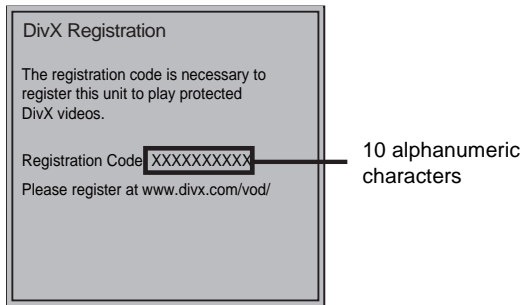 DivX Registration
The registration code is necessary to
register this unit to play protected
DivX videos.
Registration Code XXXXXXXXXX
Please register at www.divx.com/vod/
10 alphanumeric
characters